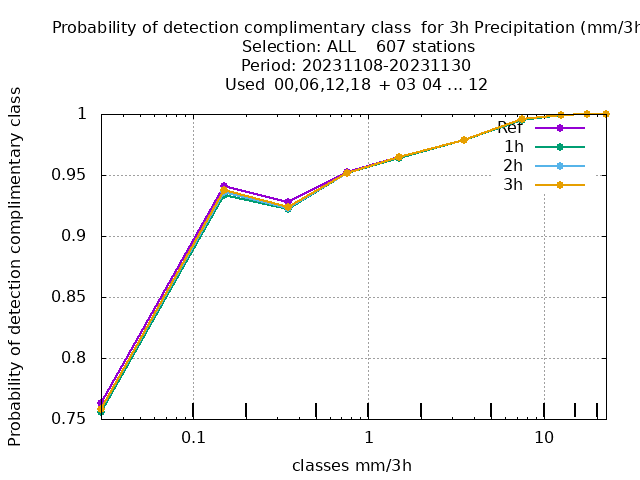 Probability of detection complimentary class for 3h Precipitation (mm/3h
Selection: ALL 607 stations
Period: 20231108-20231130
Used 00,06,12,18 + 03 04 ... 12
Probability of detection complimentary class
1
0.95
0.9
0.85
0.8
0.75
Ref
1h
2h
3h
0.1
1
10
classes mm/3h